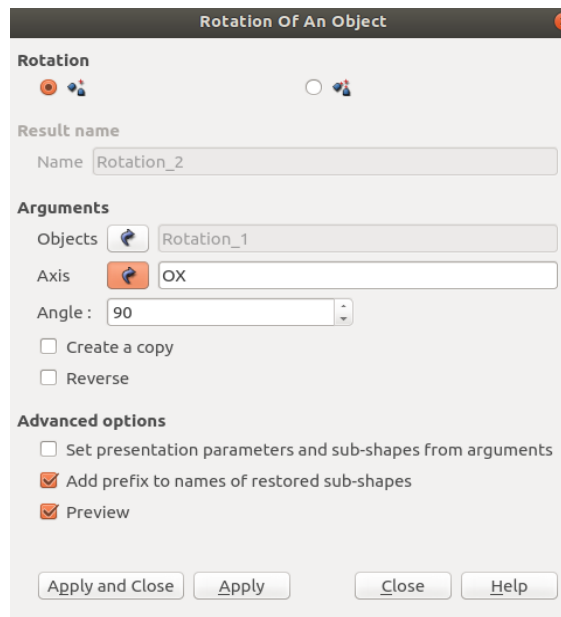 Rotation Of An Object
Rotation
Result name
Name Rotation_2
Arguments
Objects Rotation_1
Axis OX
Angle : 90
Create a copy
Reverse
Advanced options
Set presentation parameters and sub-shapes from arguments
Add prefix to names of restored sub-shapes
Preview
Apply and Close Apply Close Help